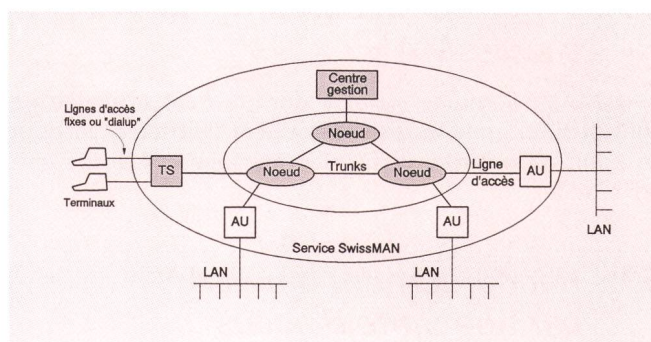 Centre
gestion
Lignes d'accès
fixes ou "dialup"
Noeud
TS
Noeud
Trunks
Noeud
Ligne
d'accès
AU
Terminaux
AU
AU
LAN
Service SwissMAN
LAN
LAN